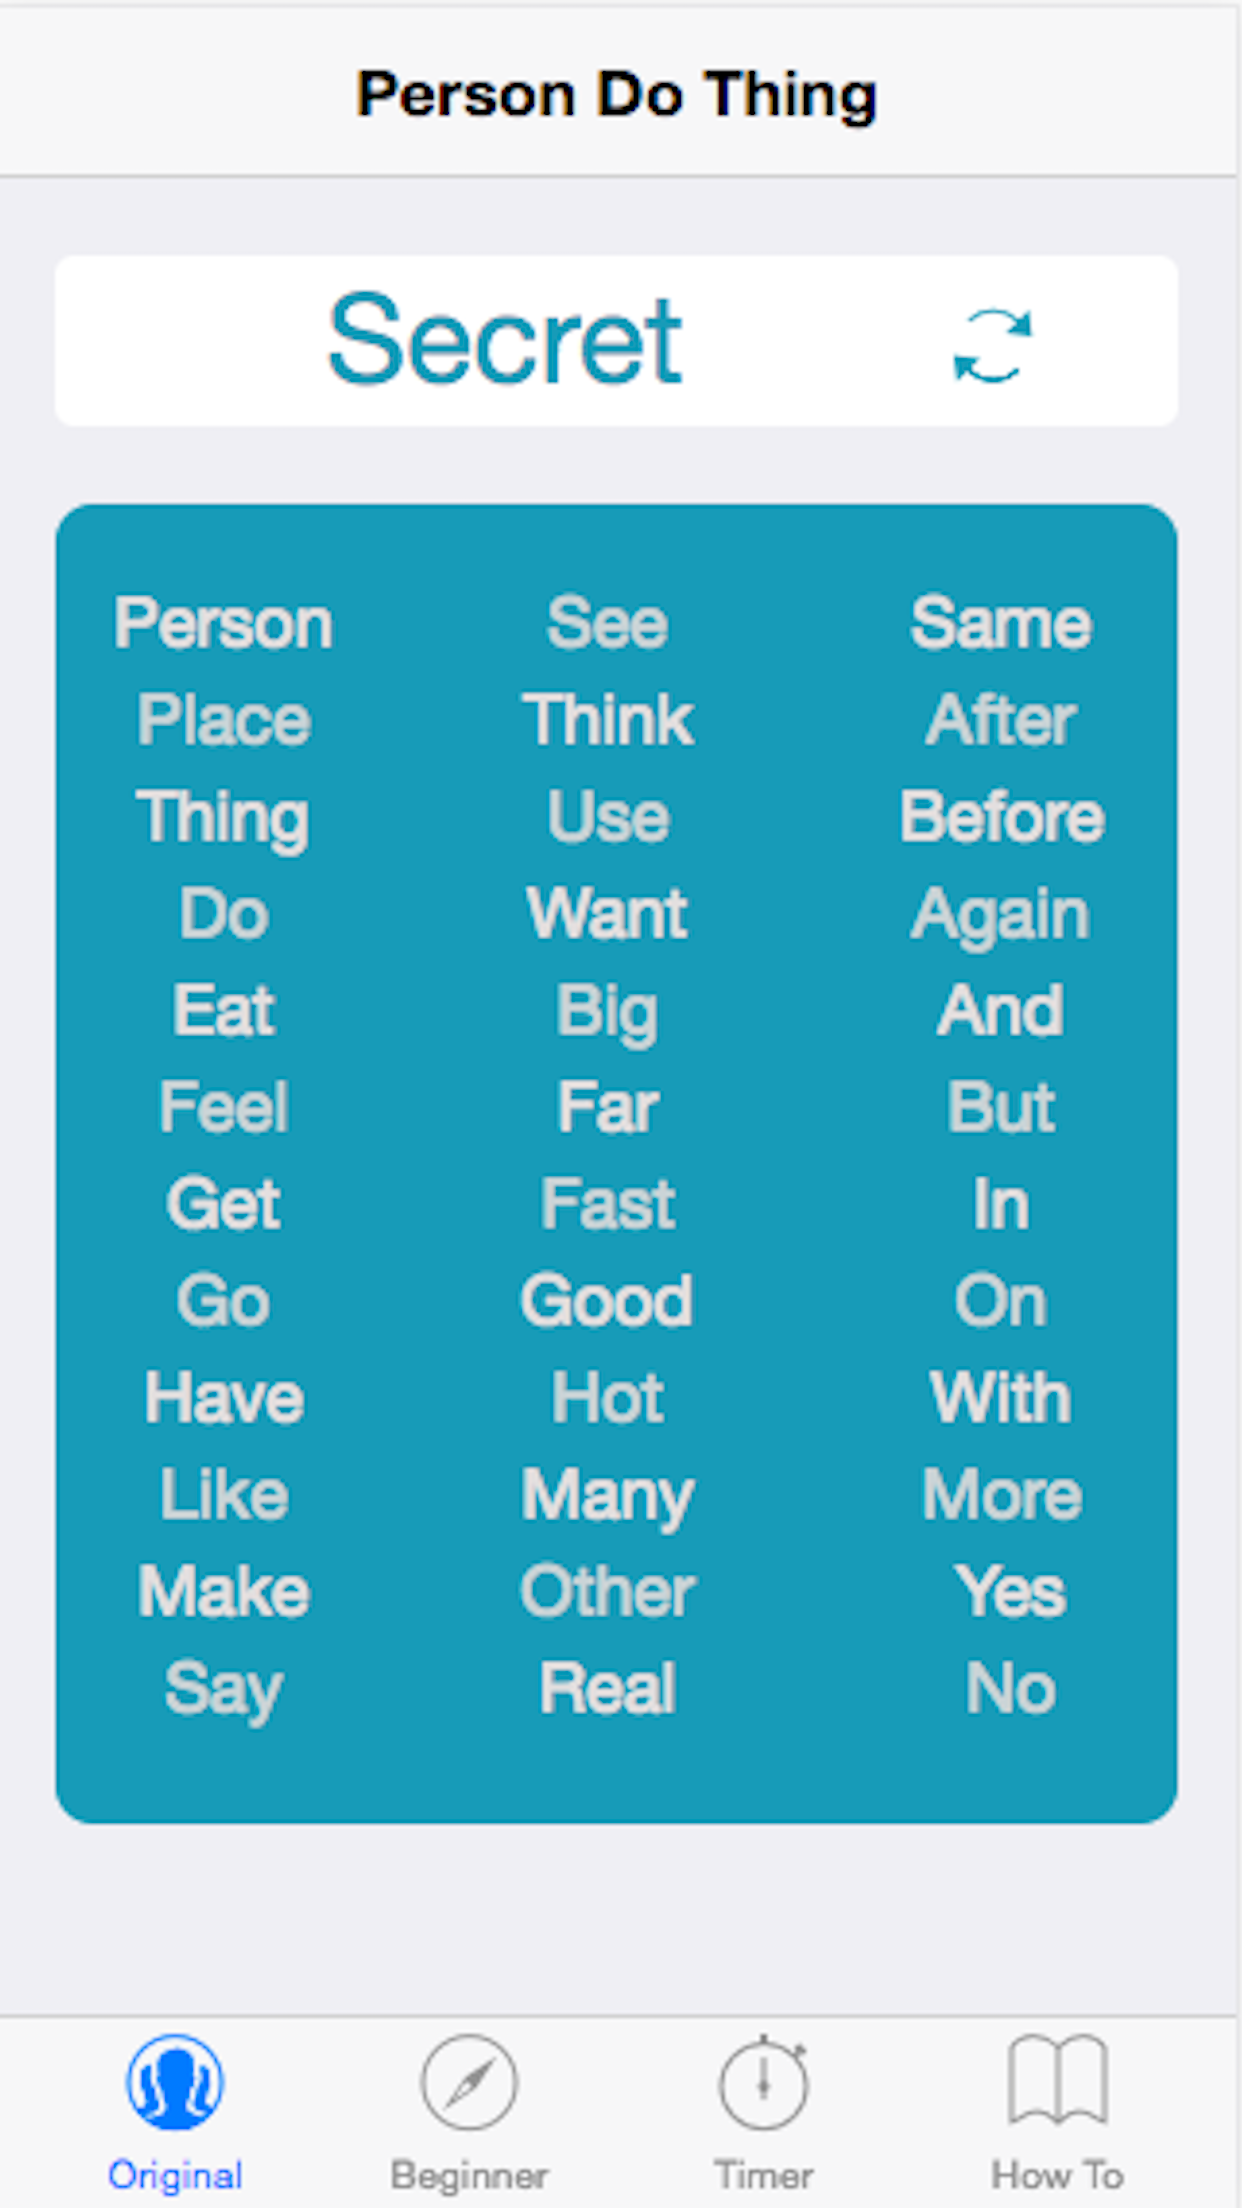 Person Do Thing
Secret
Person See Same
Place Think After
Thing Use Before
Do Want Again
Eat Big And
Feel Far But
Get Fast In
Go Good On
Have Hot With
Like Many More
Make Other Yes
Say Real No
Original Beginner Timer How To